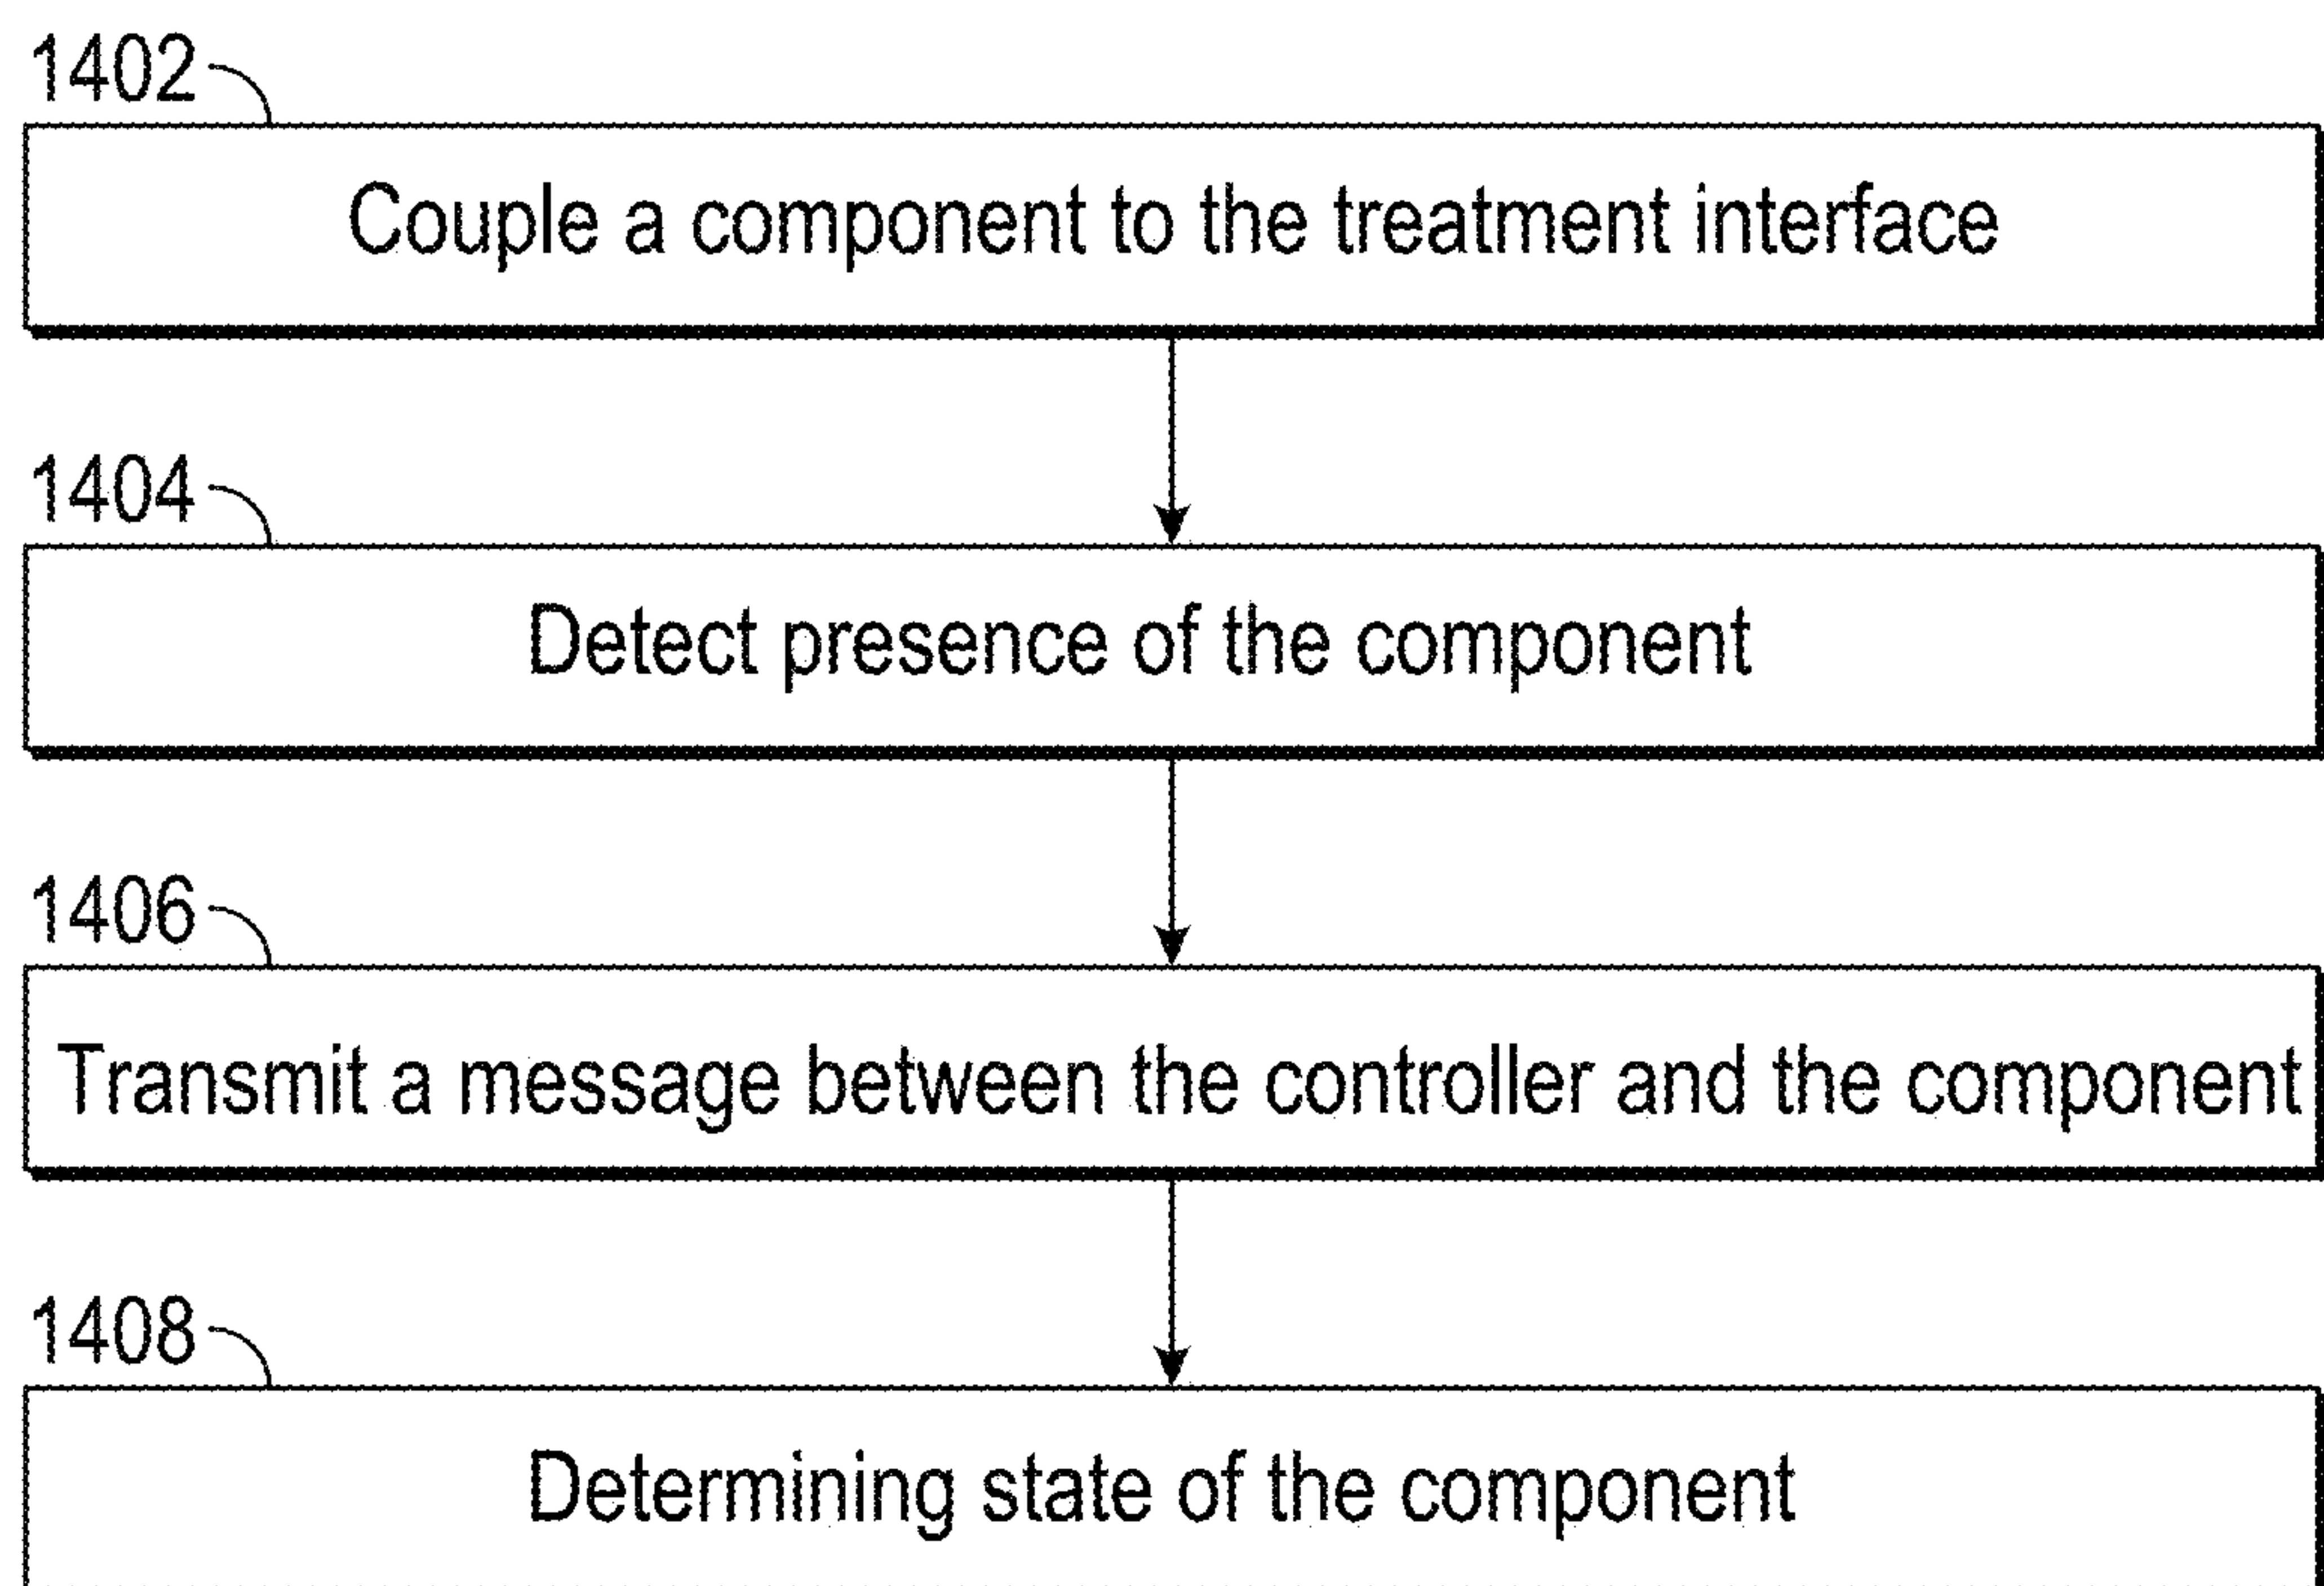 1402
Couple a component to the treatment interface
1404
Detect presence of the component
1406
Transmit a message between the controller and the component
1408
Determining state of the component